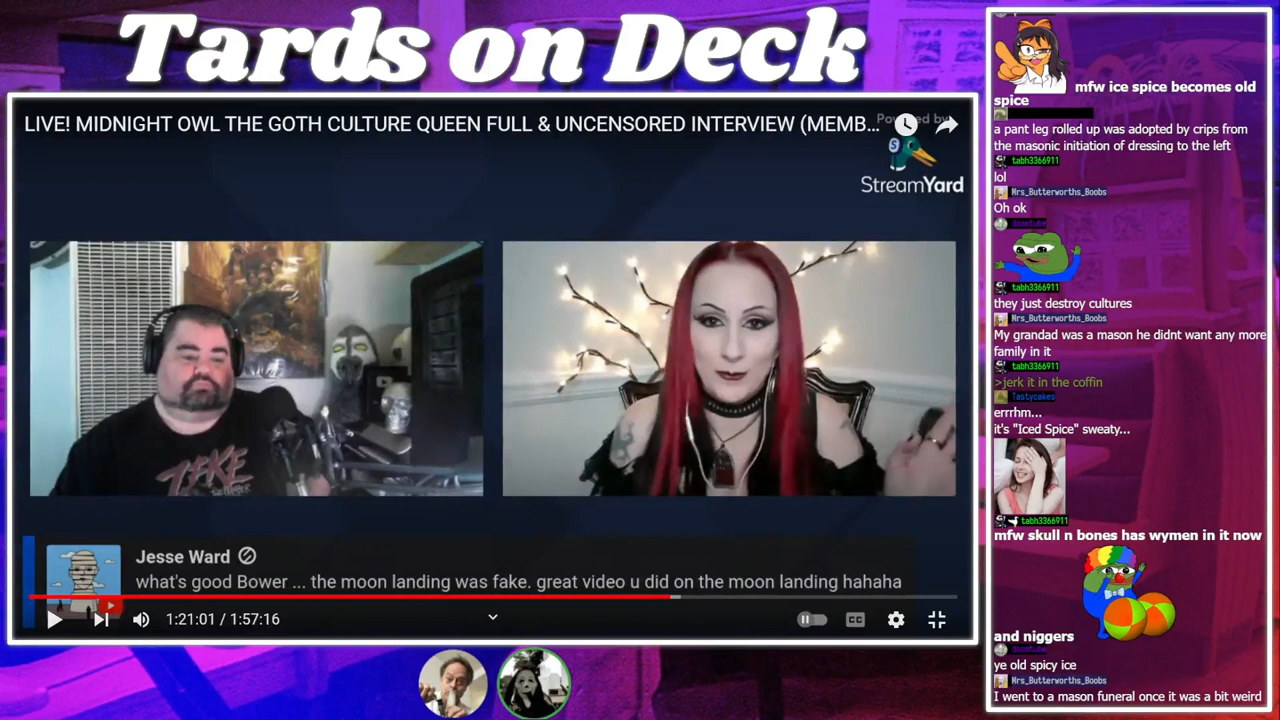 Tards on Deck
LIVE! MIDNIGHT OWL THE GOTH CULTURE QUEEN FULL & UNCENSORED INTERVIEW (MEMB...
Powered by
S
StreamYard
ZEKE
Jesse Ward
what's good Bower ... the moon landing was fake. great video u did on the moon landing hahaha
1:21:01 / 1:57:16
CC
mfw ice spice becomes old
spice
a pant leg rolled up was adopted by crips from
the masonic initiation of dressing to the left
tabh3366911
lol
Mrs_Butterworths_Boobs
Oh ok
tabh3366911
they just destroy cultures
Mrs_Butterworths_Boobs
My grandad was a mason he didnt want any more
family in it
tabh3366911
>jerk it in the coffin
Tastycakes
errrhm...
it's "Iced Spice" sweaty...
tabh3366911
mfw skull n bones has wymen in it now
and niggers
ye old spicy ice
Mrs_Butterworths_Boobs
I went to a mason funeral once it was a bit weird